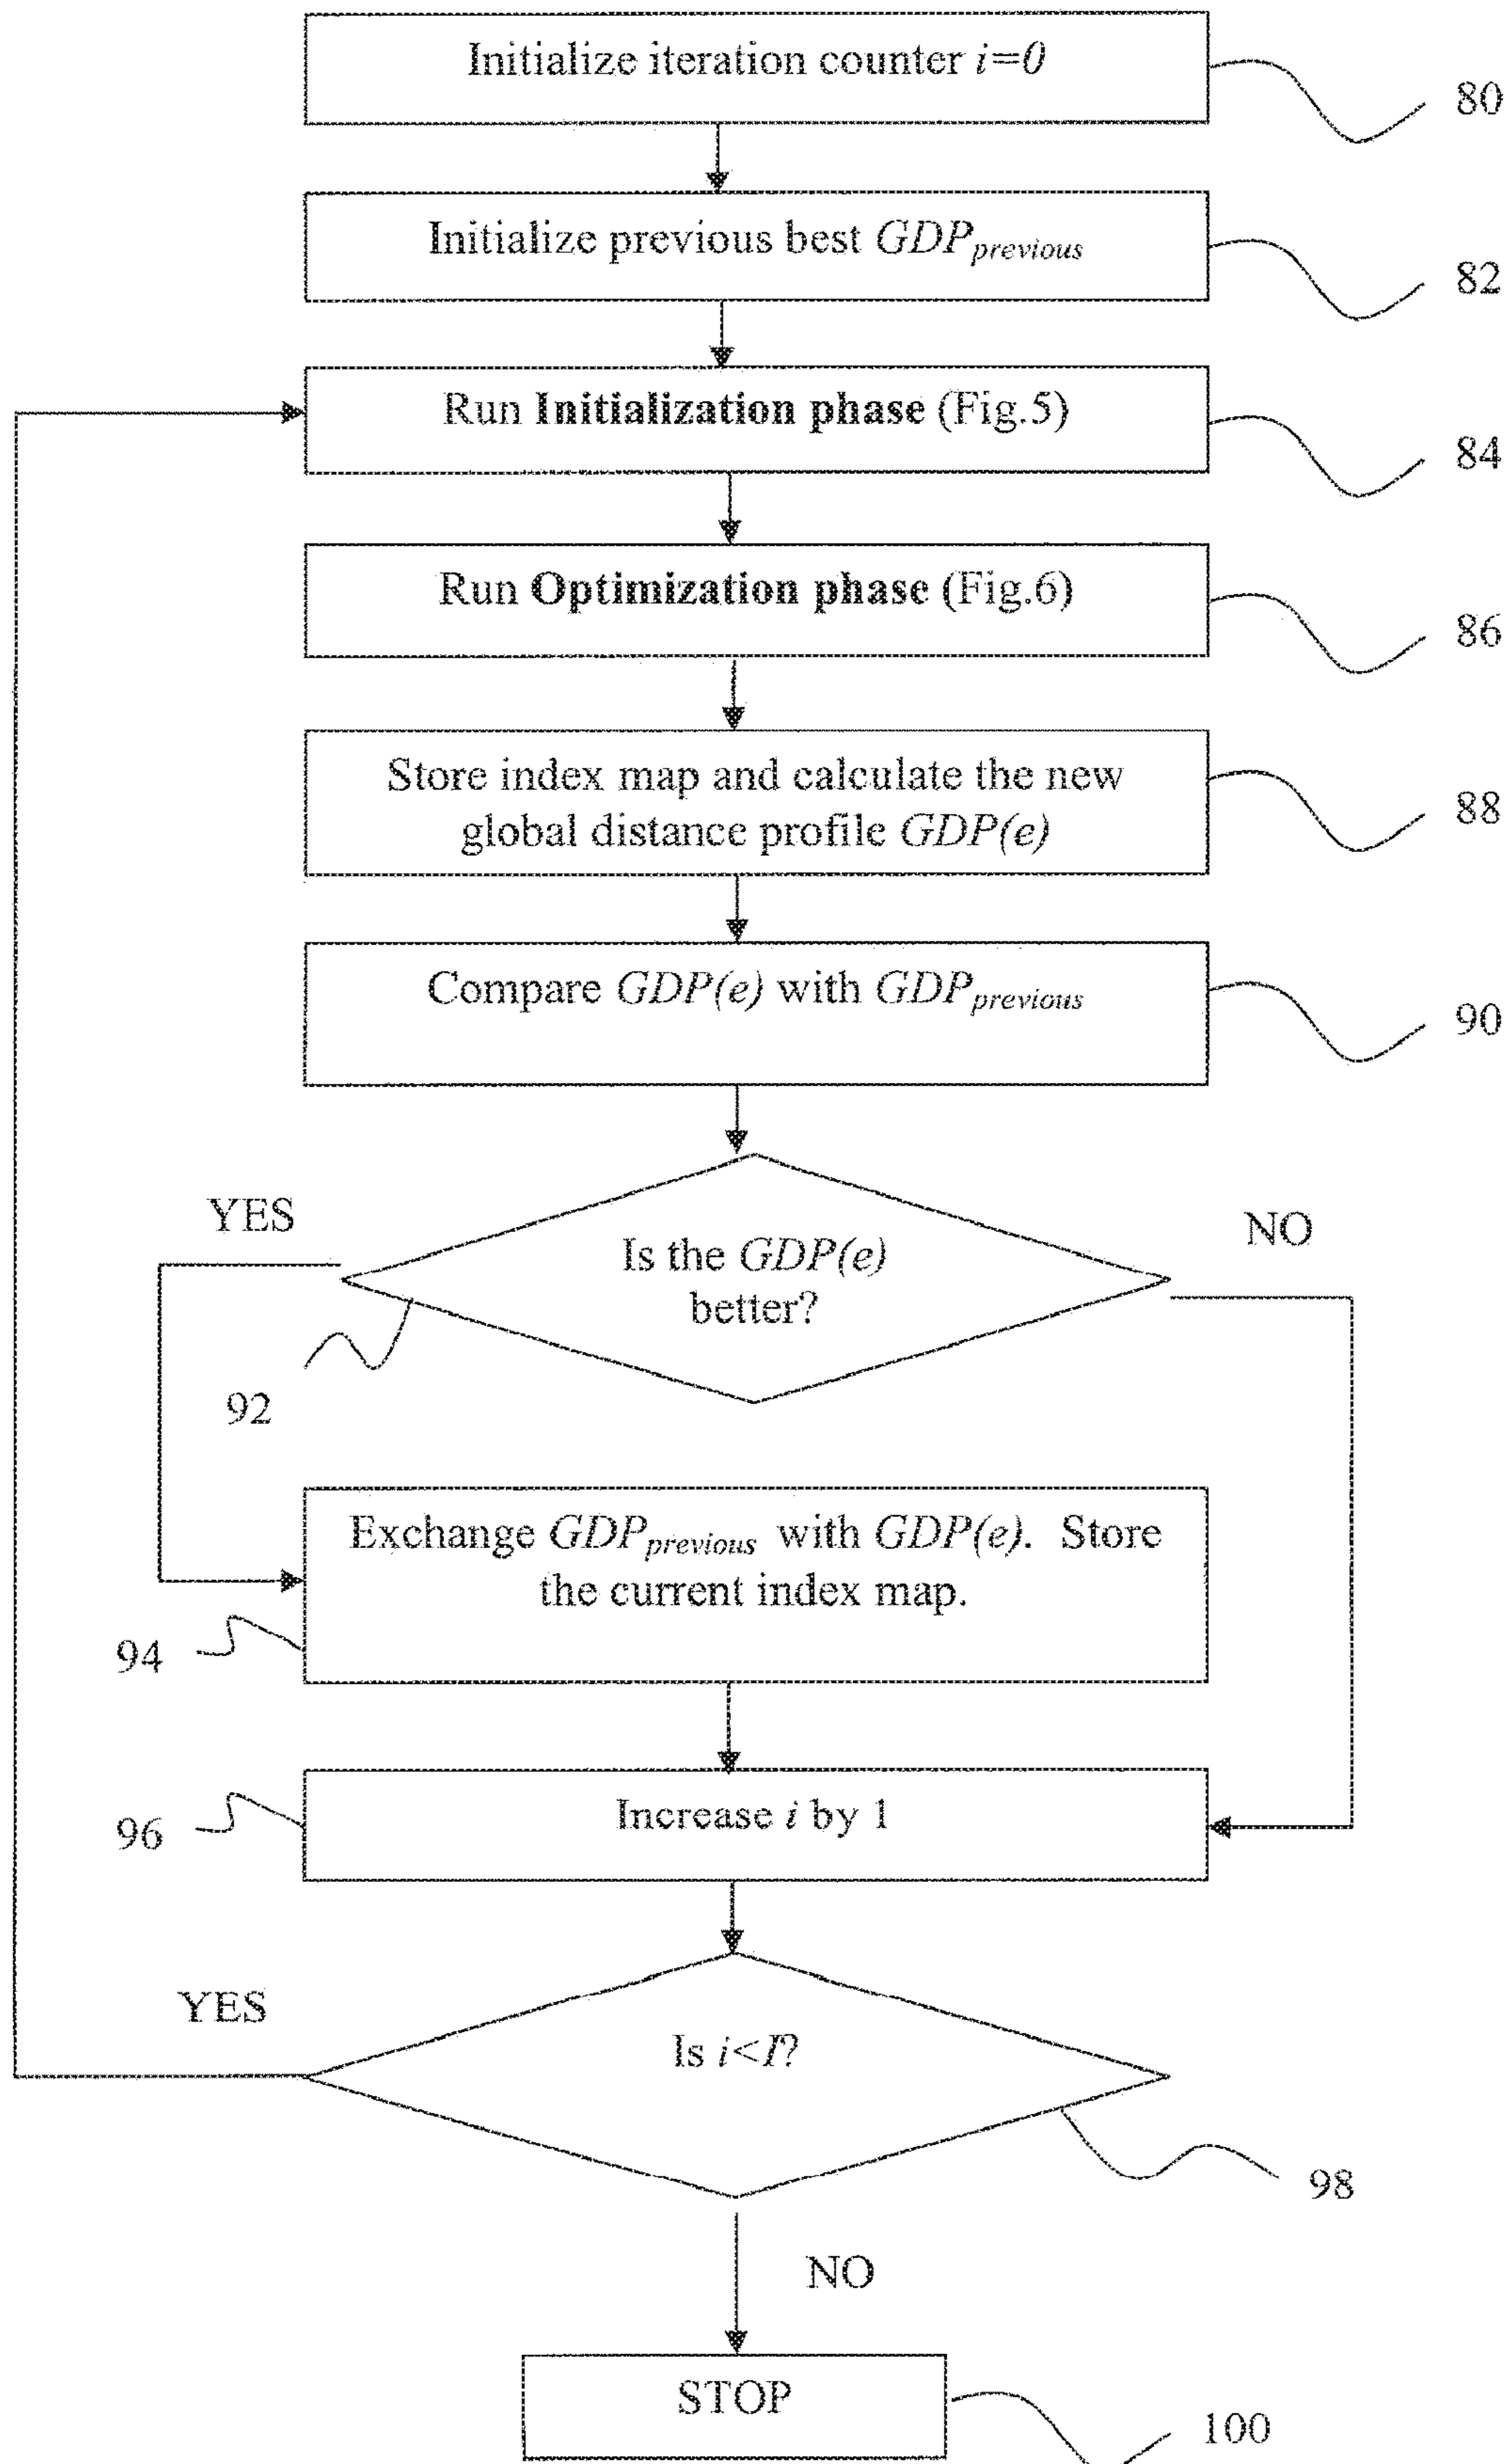 Initialize iteration counter i=0
80
Initialize previous best GDPprevious
82
Run Initialization phase (Fig.5)
84
Run Optimization phase (Fig.6)
86
Store index map and calculate the new
global distance profile GDP(e)
88
Compare GDP(e) with GDPprevious
90
YES
NO
Is the GDP(e)
better?
92
Exchange GDPprevious with GDP(e). Store
the current index map.
94
Increase i by 1
96
YES
Is i<I?
98
NO
STOP
100